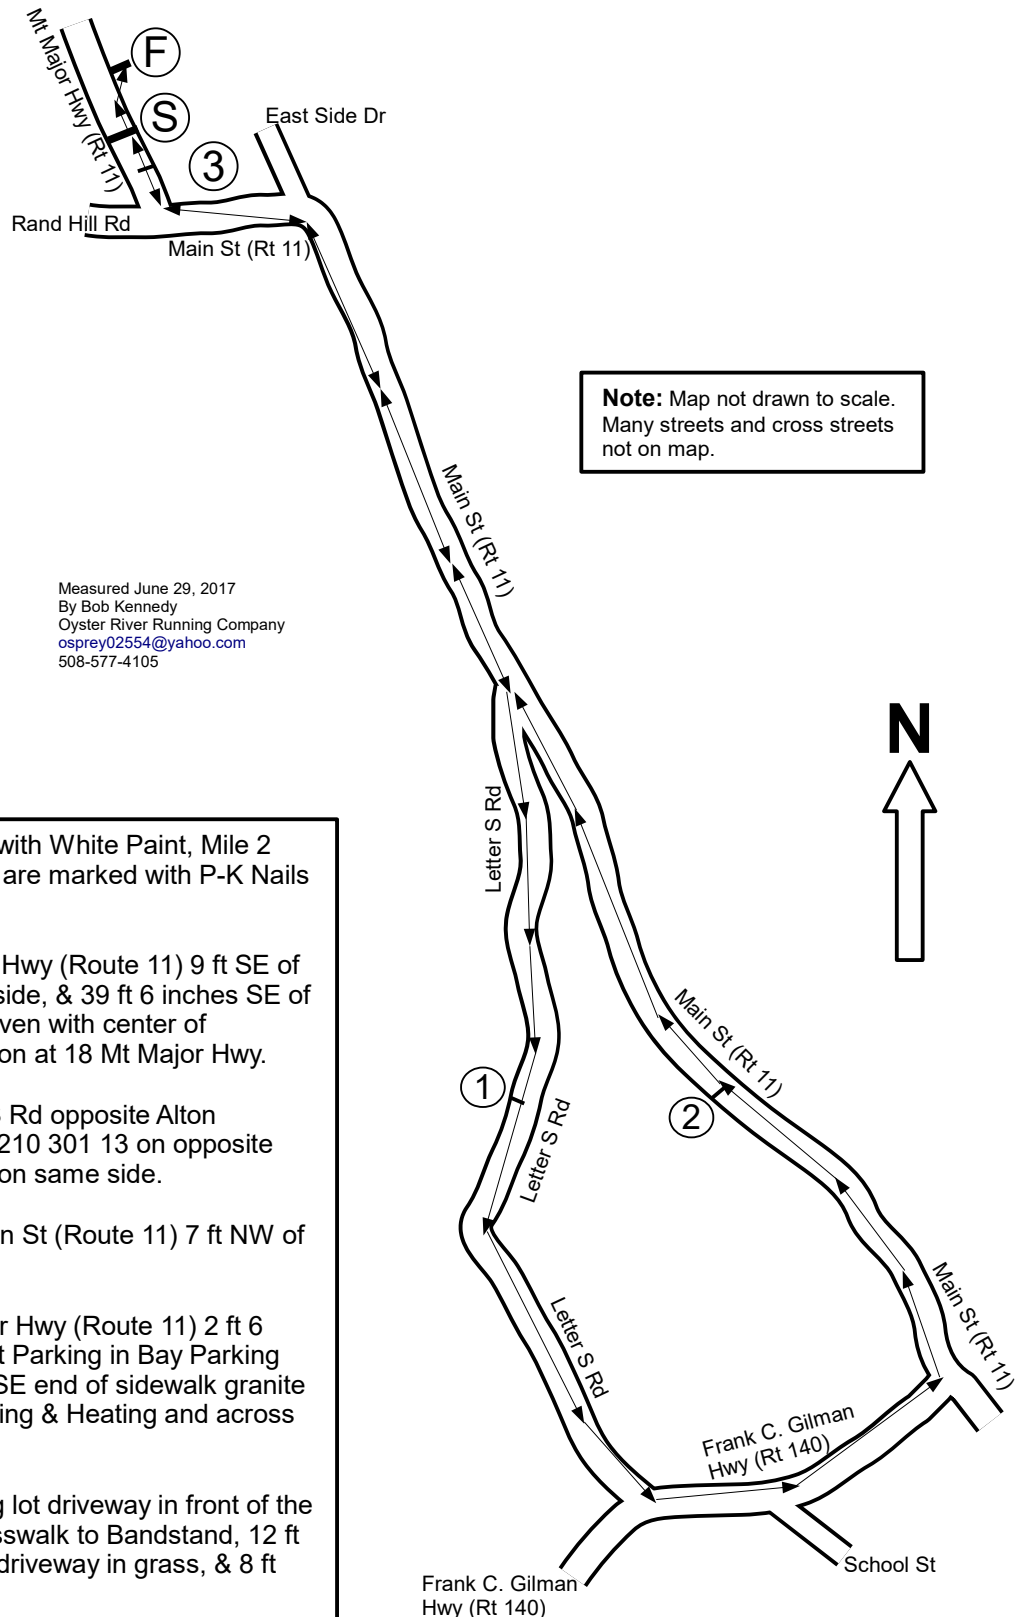 Mt Major Hwy (Rt 11)
F
S
3
East Side Dr
Rand Hill Rd
Main St (Rt 11)
Note: Map not drawn to scale.
Many streets and cross streets
not on map.
Main St (Rt 11)
Measured June 29, 2017
By Bob Kennedy
Oyster River Running Company
osprey02554@yahoo.com
508-577-4105
N
Letter S Rd
with White Paint, Mile 2
are marked with P-K Nails
Hwy (Route 11) 9 ft SE of
side, & 39 ft 6 inches SE of
ven with center of
on at 18 Mt Major Hwy.
Rd opposite Alton
210 301 13 on opposite
on same side.
n St (Route 11) 7 ft NW of
r Hwy (Route 11) 2 ft 6
t Parking in Bay Parking
SE end of sidewalk granite
ing & Heating and across
g lot driveway in front of the
sswalk to Bandstand, 12 ft
driveway in grass, & 8 ft
Main St (Rt 11)
1
2
Letter S Rd
Letter S Rd
Main St (Rt 11)
Frank C. Gilman
Hwy (Rt 140)
School St
Frank C. Gilman
Hwy (Rt 140)